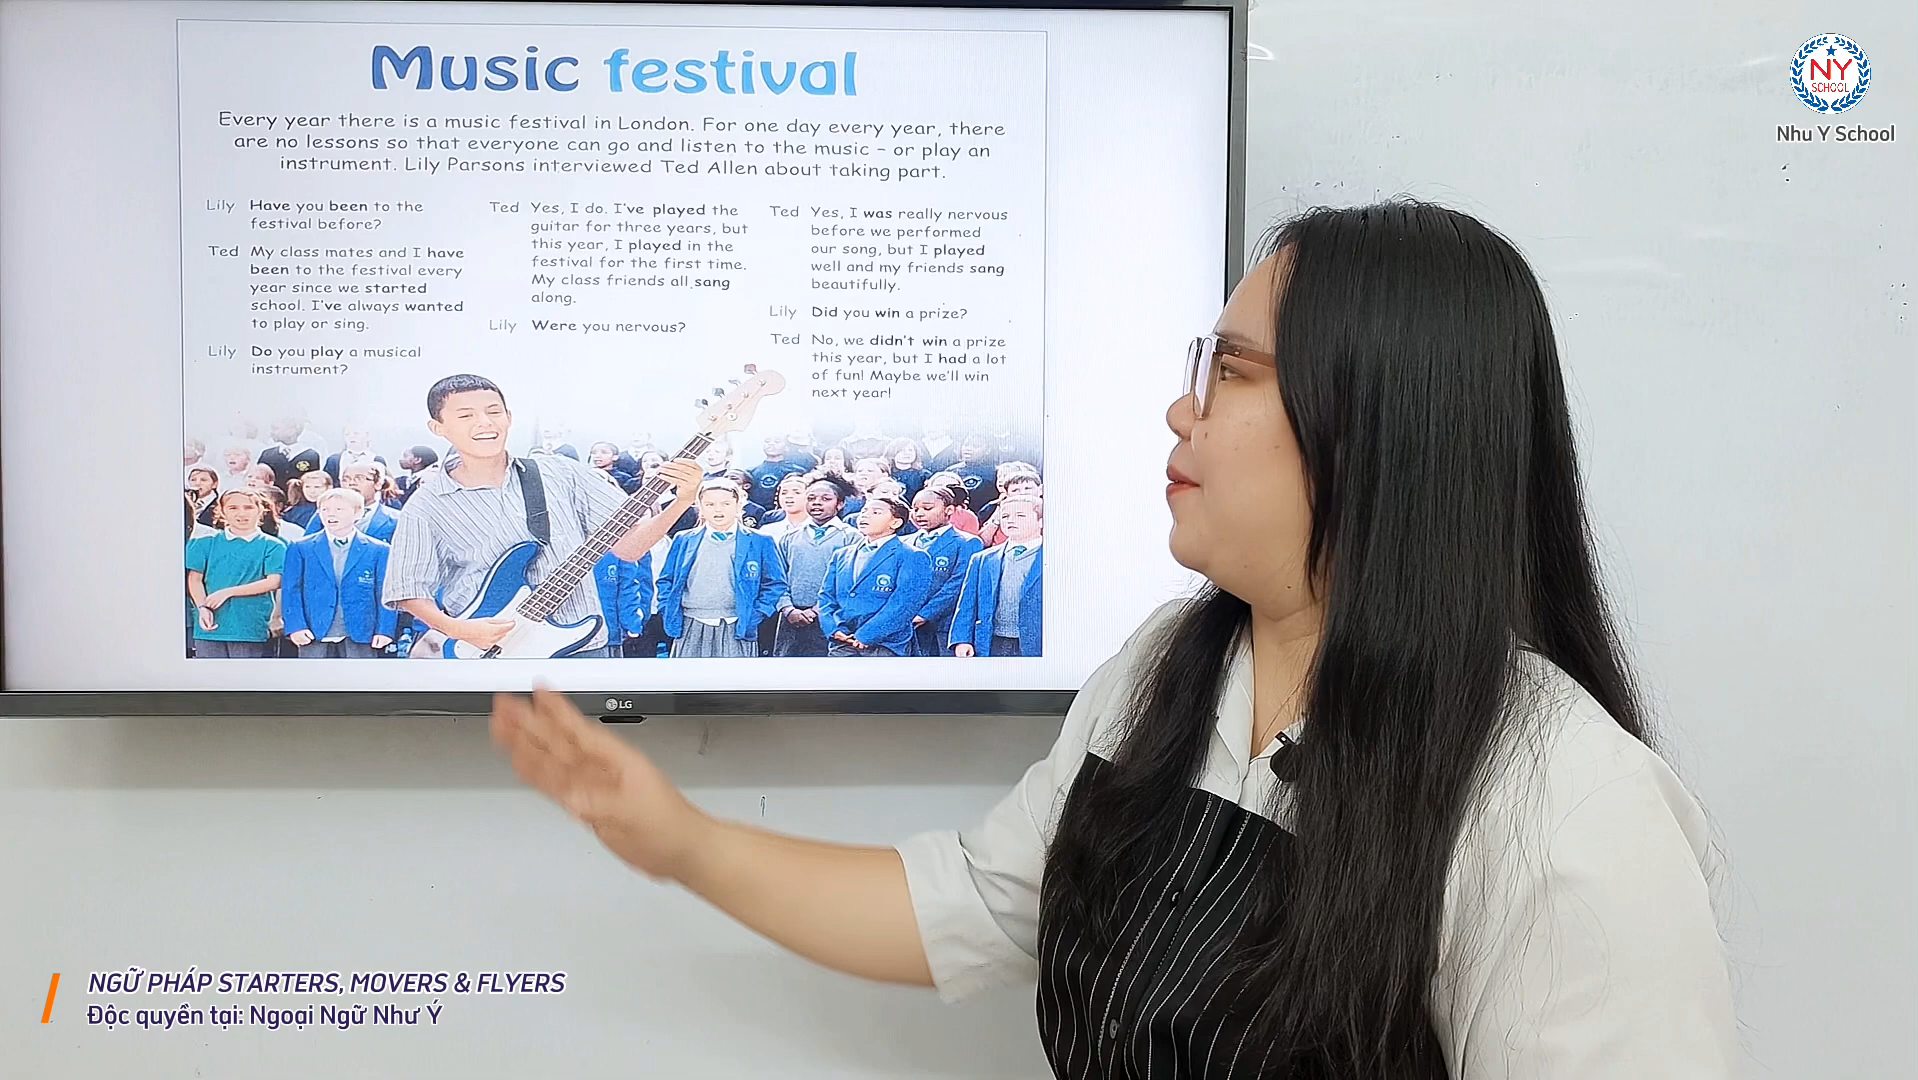 Music festival
Every year there is a music festival in London. For one day every year, there
are no lessons so that everyone can go and listen to the music – or play an
instrument. Lily Parsons interviewed Ted Allen about taking part.
Lily Have you been to the
festival before?
Ted My class mates and I have
been to the festival every
year since we started
school. I've always wanted
to play or sing.
Lily Do you play a musical
instrument?
Ted Yes, I do. I've played the
guitar for three years, but
this year, I played in the
festival for the first time.
My class friends all sang
along.
Lily Were you nervous?
Ted Yes, I was really nervous
before we performed
our song, but I played
well and my friends sang
beautifully.
Lily Did you win a prize?
Ted No, we didn't win a prize
this year, but I had a lot
of fun! Maybe we'll win
next year!
LG
NY
SCHOOL
Nhu Y School
NGỮ PHÁP STARTERS, MOVERS & FLYERS
Độc quyền tại: Ngoại Ngữ Như Ý